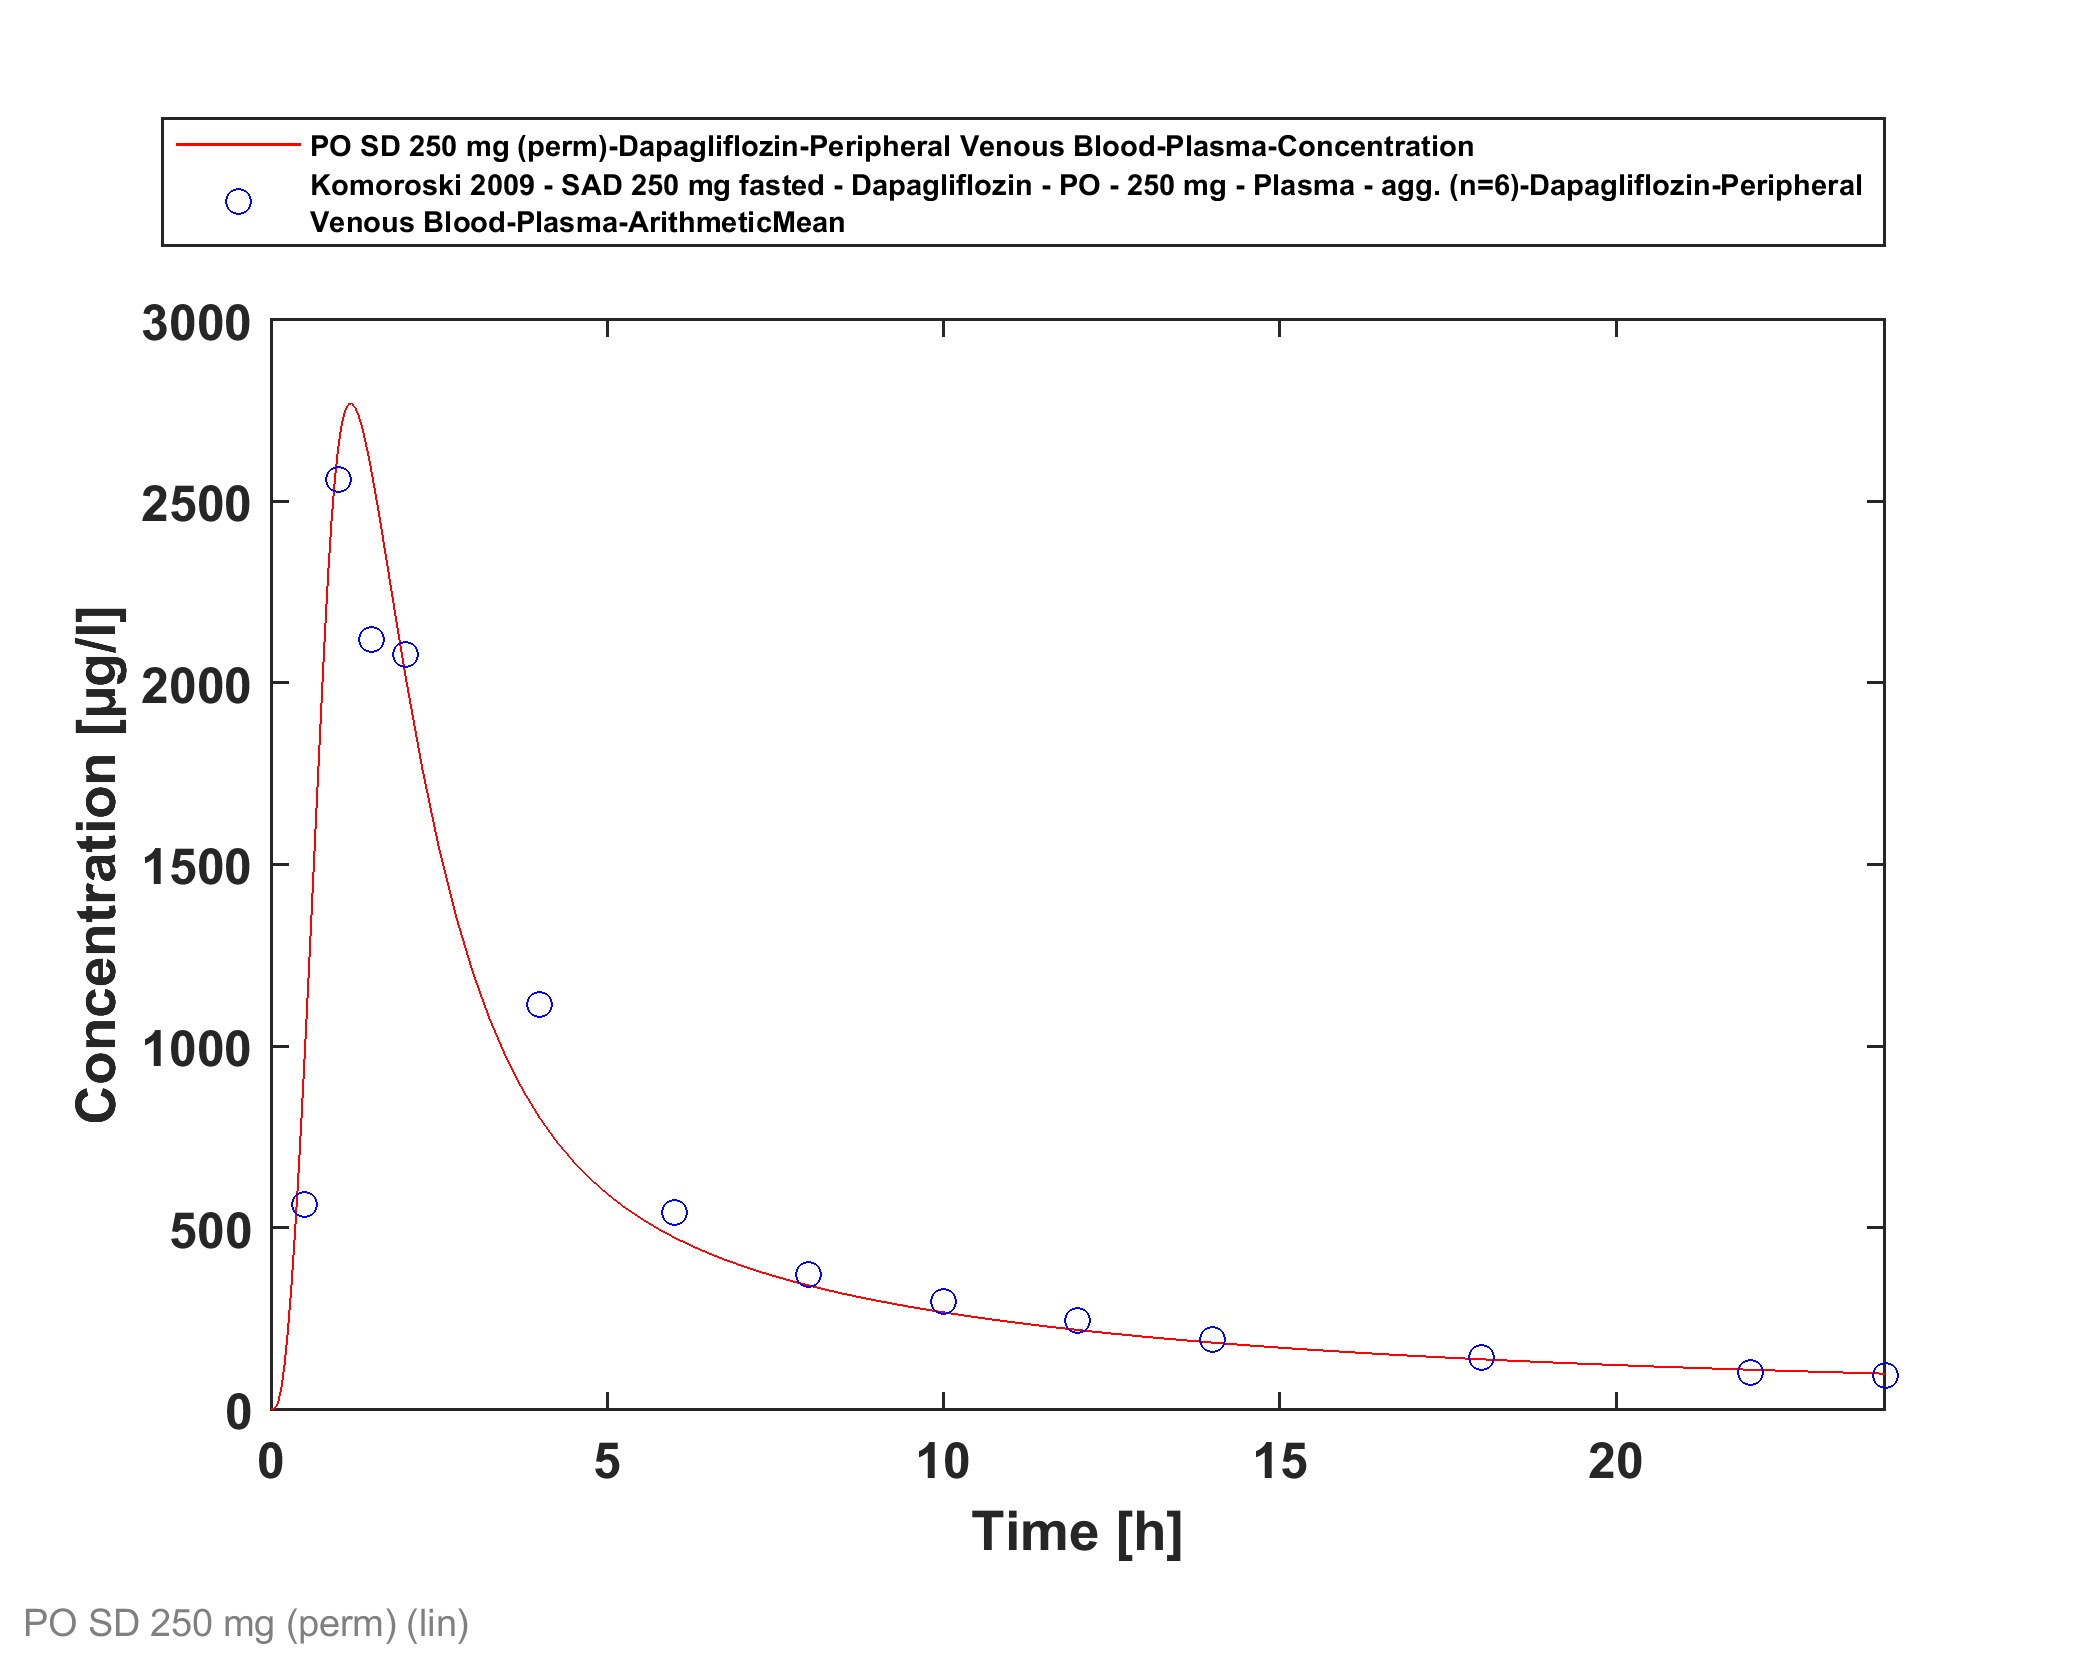 PO SD 250 mg (perm)-Dapagliflozin-Peripheral Venous Blood-Plasma-Concentration
Komoroski 2009 - SAD 250 mg fasted - Dapagliflozin - PO - 250 mg - Plasma - agg. (n=6)-Dapagliflozin-Peripheral
Venous Blood-Plasma-ArithmeticMean
3000
2500
2000
1500
1000
500
0
Concentration [µg/l]
0 5 10 15 20
Time [h]
PO SD 250 mg (perm) (lin)